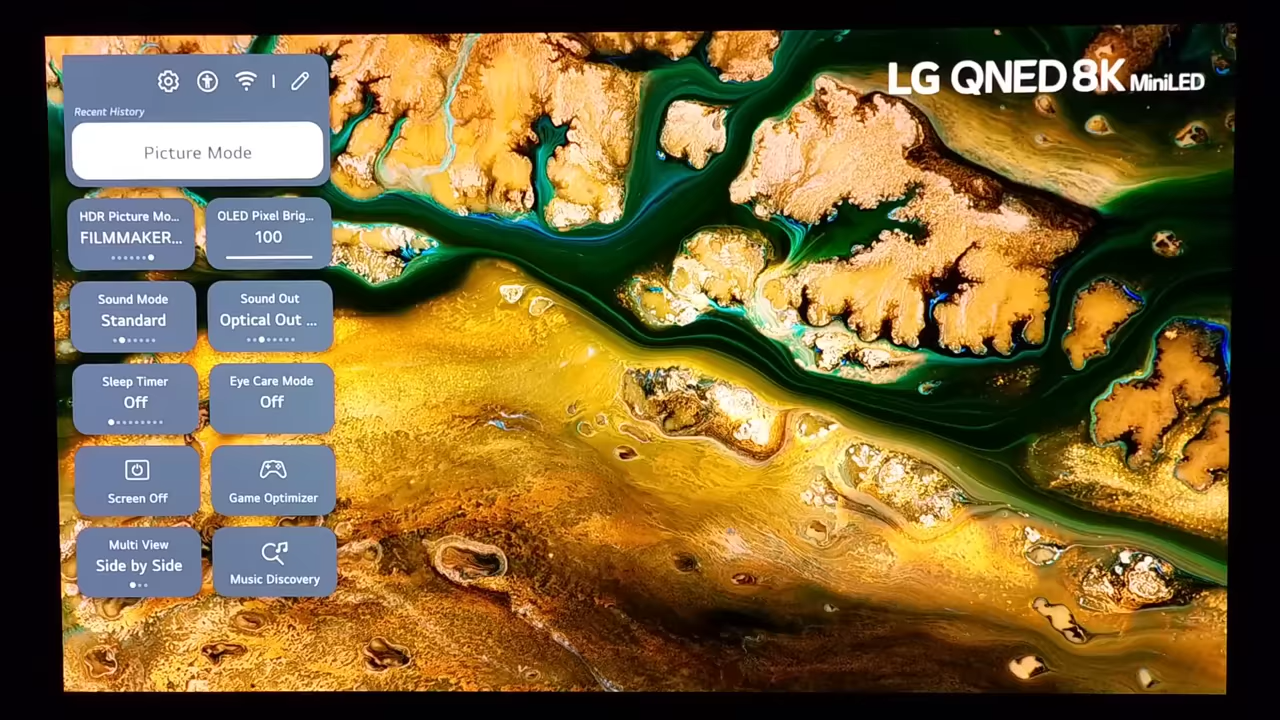 LG QNED 8K MiniLED
Recent History
Picture Mode
HDR Picture Mo...
FILMMAKER...
OLED Pixel Brig...
100
Sound Mode
Standard
Sound Out
Optical Out ...
Sleep Timer
Off
Eye Care Mode
Off
Screen Off
Game Optimizer
Multi View
Side by Side
Music Discovery